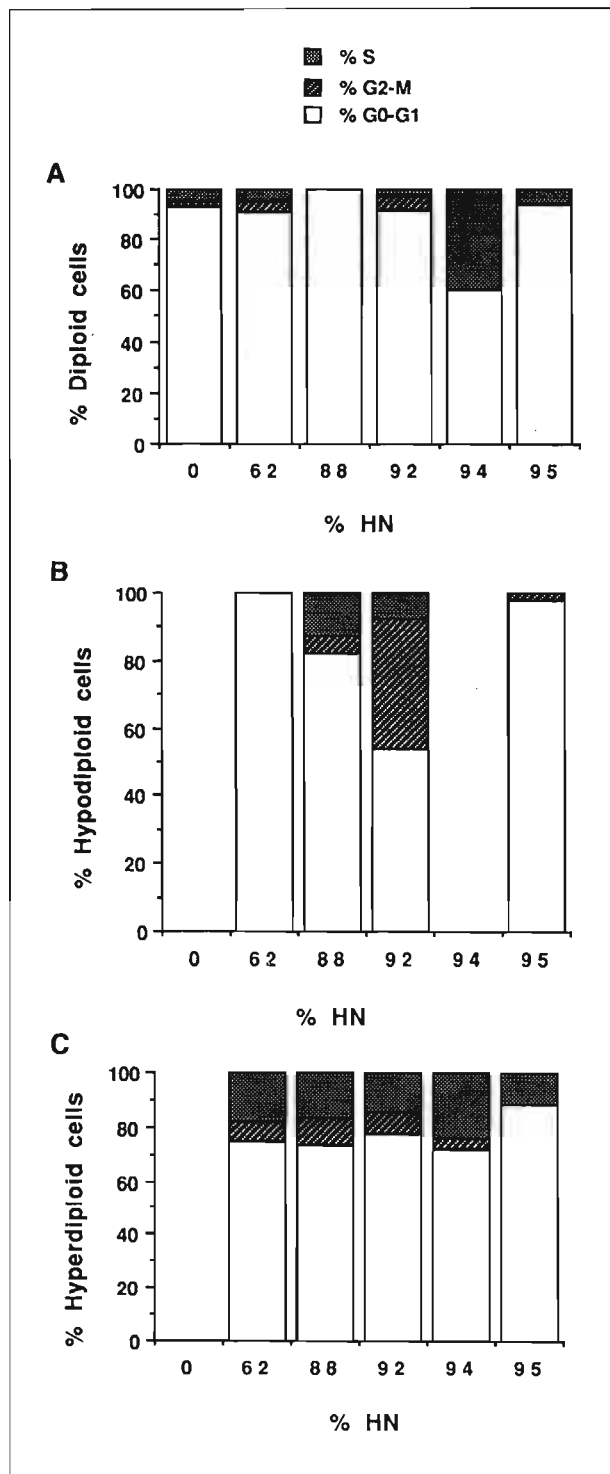 % S
% G2-M
% G0-G1
A
100
80
60
40
20
0
% Diploid cells
0 62 88 92 94 95
% HN
B
100
80
60
40
20
0
% Hypodiploid cells
0 62 88 92 94 95
% HN
C
100
80
60
40
20
0
% Hyperdiploid cells
0 62 88 92 94 95
% HN